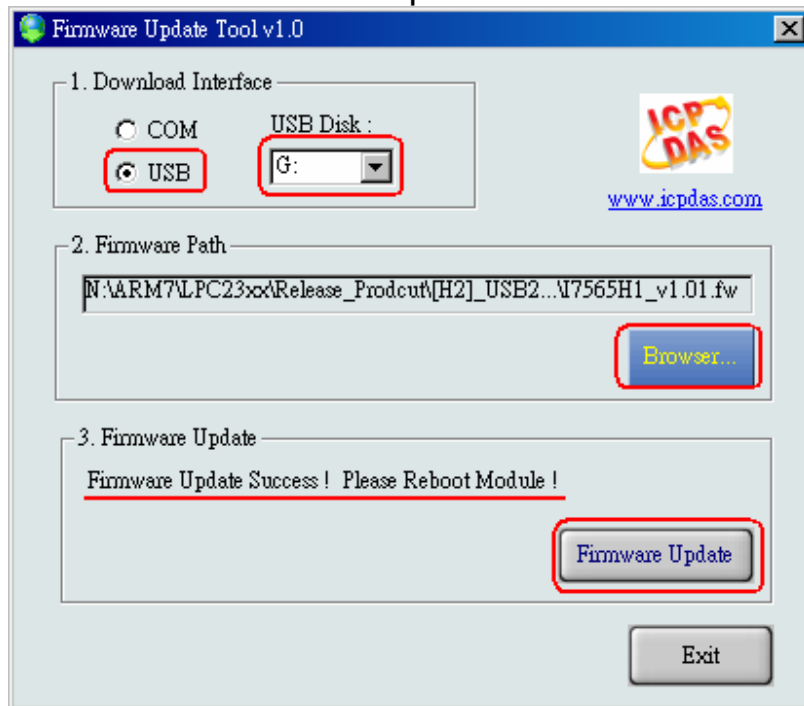 Firmware Update Tool v1.0
1. Download Interface
COM
USB Disk :
USB
G:
ICP
DAS
www.icpdas.com
2. Firmware Path
N:\ARM7\LPC23xx\Release_Prodcut\[H2]_USB2...\I7565H1_v1.01.fw
Browser...
3. Firmware Update
Firmware Update Success ! Please Reboot Module !
Firmware Update
Exit